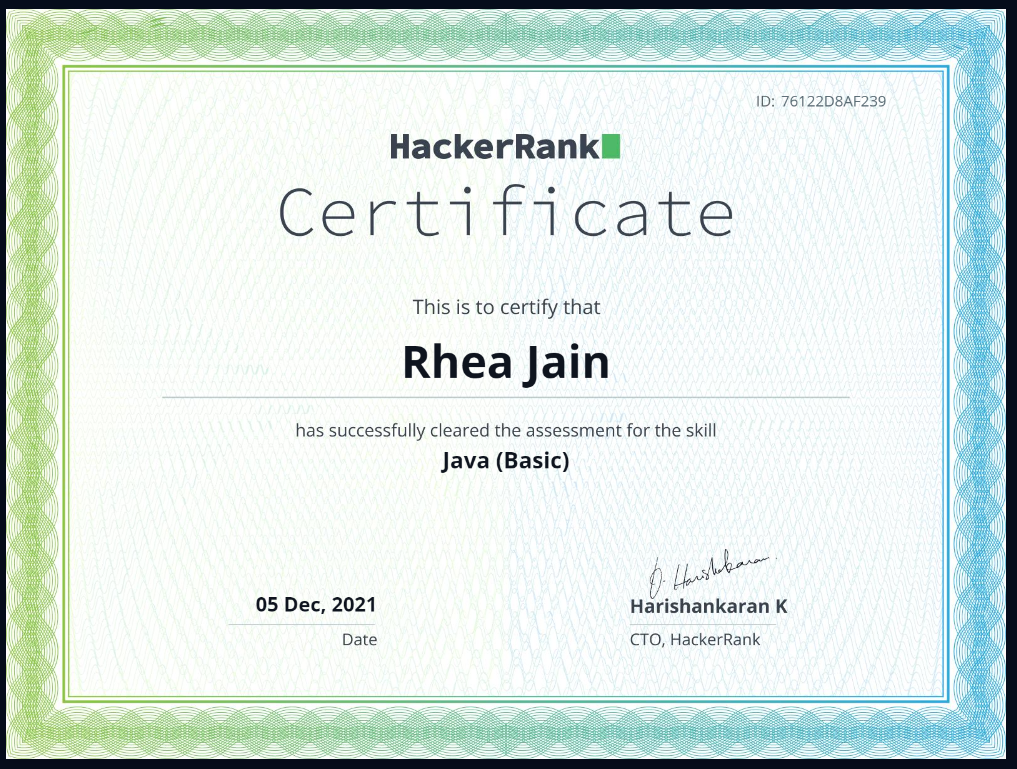 ID: 76122D8AF239
HackerRank
Certificate
This is to certify that
Rhea Jain
has successfully cleared the assessment for the skill
Java (Basic)
05 Dec, 2021
Date
Harishankaran K
CTO, HackerRank